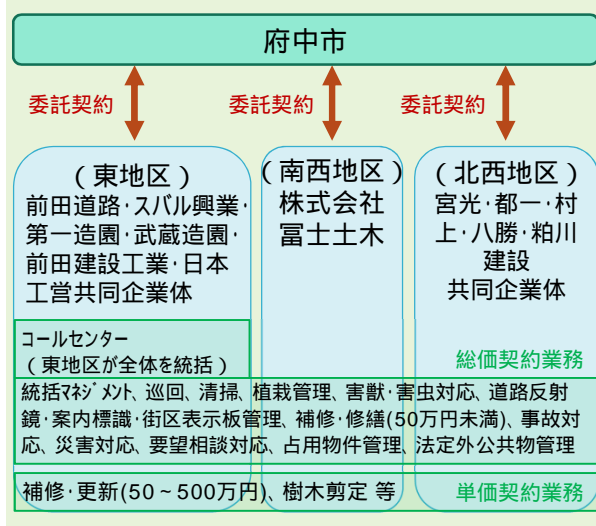 府中市
委託契約
委託契約
委託契約
(東地区)
前田道路･スバル興業･
第一造園･武蔵造園･
前田建設工業･日本
工営共同企業体
(南西地区)
株式会社
冨士土木
(北西地区)
宮光･都一･村
上･八勝･粕川
建設
共同企業体
コールセンター
(東地区が全体を統括)
総価契約業務
統括ﾏﾈｼﾞﾒﾝﾄ、巡回、清掃、植栽管理、害獣･害虫対応、道路反射
鏡･案内標識･街区表示板管理、補修･修繕(50万円未満)、事故対
応、災害対応、要望相談対応、占用物件管理、法定外公共物管理
補修･更新(50～500万円)、樹木剪定 等
単価契約業務